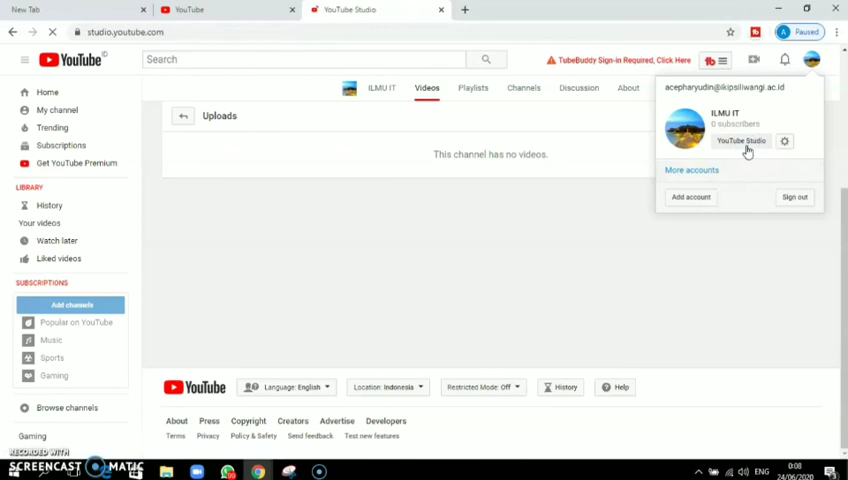 New Tab
YouTube
YouTube Studio
studio.youtube.com
Paused
YouTube ID
Search
TubeBuddy Sign-in Required, Click Here
tb
ILMU IT
Videos
Playlists
Channels
Discussion
About
Home
My channel
Trending
Subscriptions
Get YouTube Premium
LIBRARY
History
Your videos
Watch later
Liked videos
SUBSCRIPTIONS
Add channels
Popular on YouTube
Music
Sports
Gaming
Browse channels
Gaming
Uploads
This channel has no videos.
acepharyudin@ikipsiliwangi.ac.id
ILMU IT
0 subscribers
YouTube Studio
More accounts
Add account
Sign out
YouTube
Language: English
Location: Indonesia
Restricted Mode: Off
History
Help
About Press Copyright Creators Advertise Developers
Terms Privacy Policy & Safety Send feedback Test new features
RECORDED WITH
SCREENCAST MATIC
ENG
0:08
24/06/2020